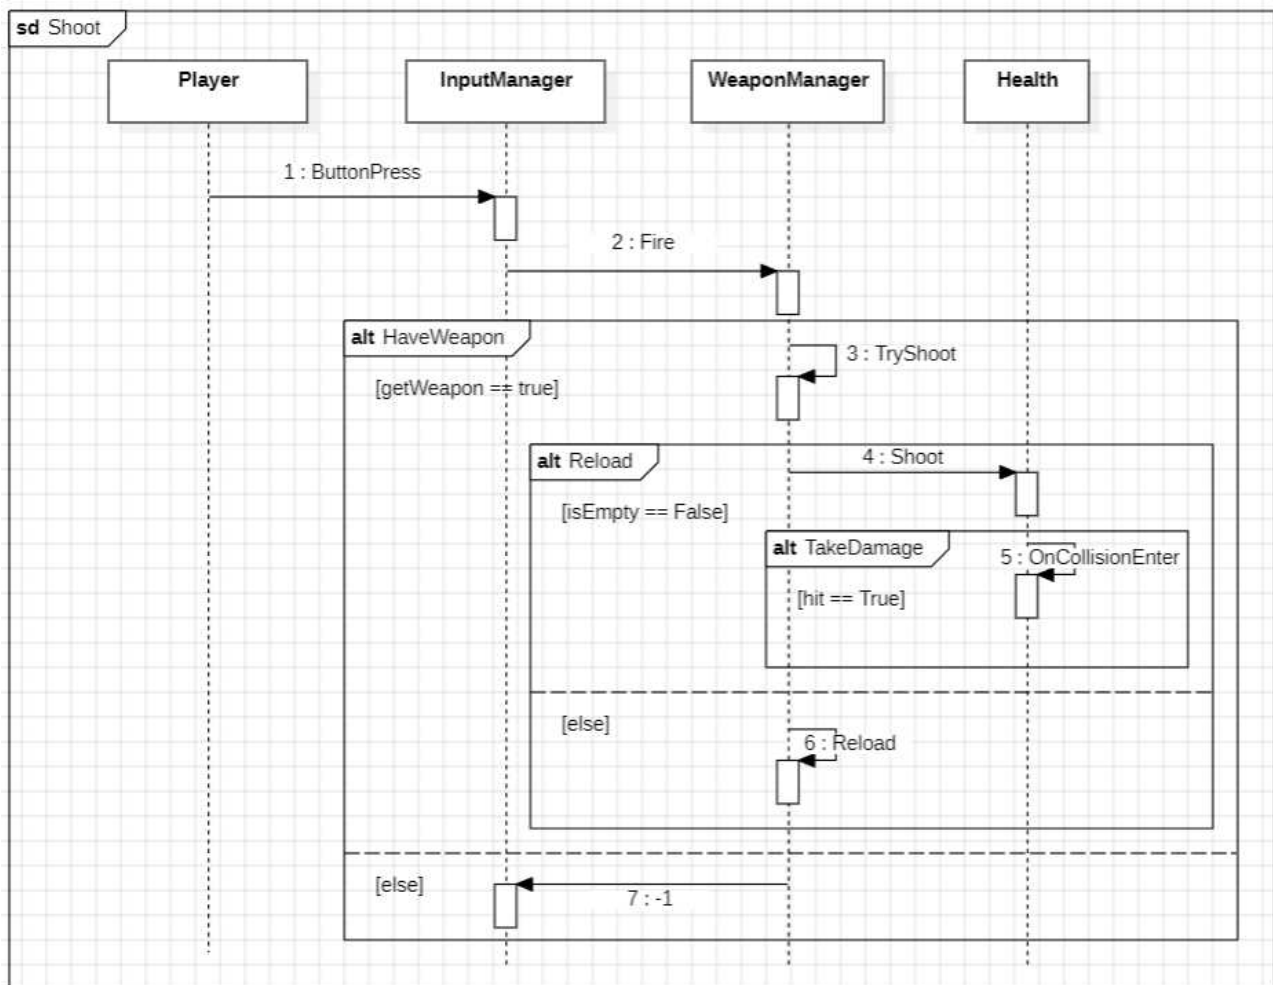 sd Shoot
Player
InputManager
WeaponManager
Health
1 : ButtonPress
2 : Fire
alt HaveWeapon
3 : TryShoot
[getWeapon == true]
alt Reload
4 : Shoot
[isEmpty == False]
alt TakeDamage
5 : OnCollisionEnter
[hit == True]
[else]
6 : Reload
[else]
7 : -1